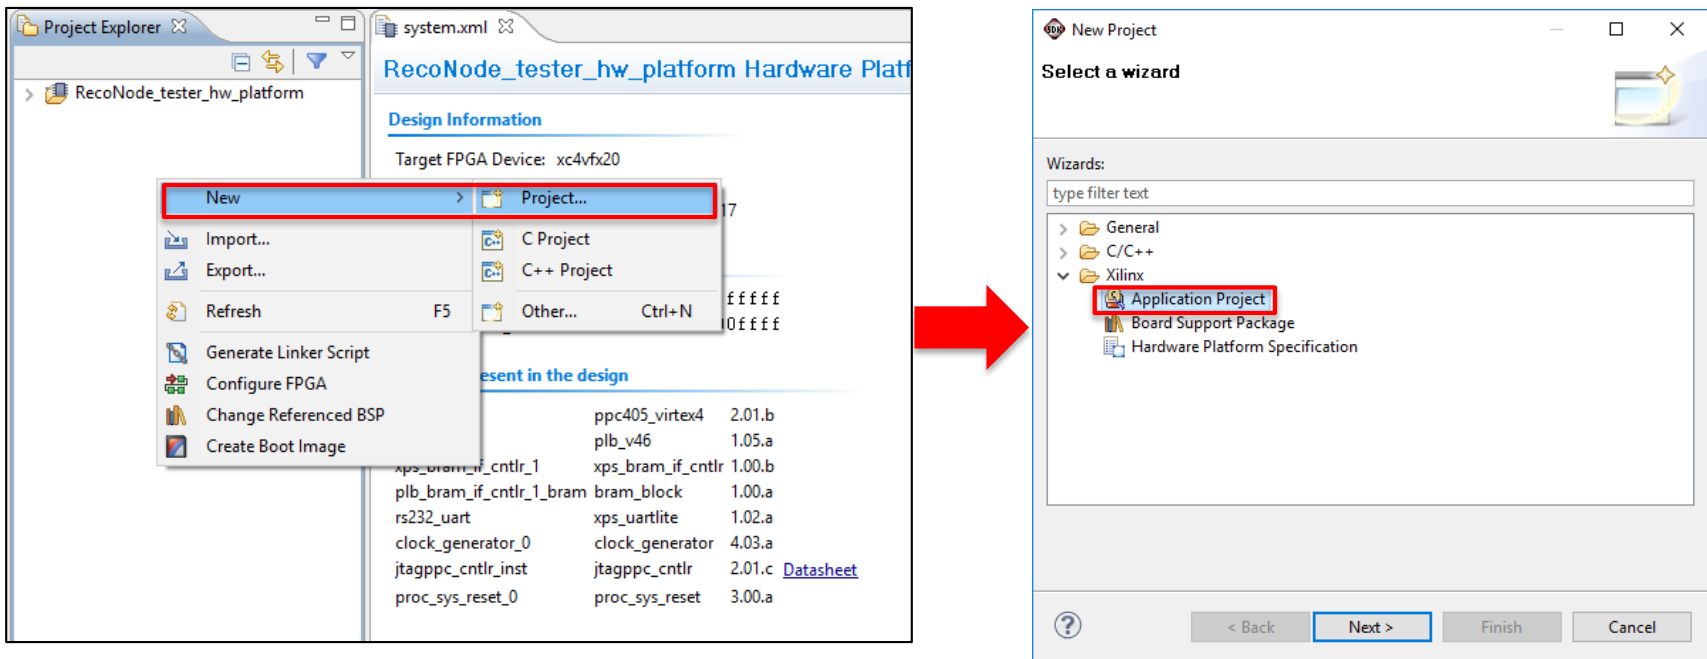 Project Explorer
system.xml
RecoNode_tester_hw_platform Hardware Platf
RecoNode_tester_hw_platform
Design Information
Target FPGA Device: xc4vfx20
New
Project...
17
Import...
C Project
Export...
C++ Project
fffff
Refresh F5
Other... Ctrl+N
0ffff
Generate Linker Script
Configure FPGA
esent in the design
Change Referenced BSP
ppc405_virtex4 2.01.b
Create Boot Image
plb_v46 1.05.a
xps_bram_if_cntlr_1 xps_bram_if_cntlr 1.00.b
plb_bram_if_cntlr_1_bram bram_block 1.00.a
rs232_uart xps_uartlite 1.02.a
clock_generator_0 clock_generator 4.03.a
jtagppc_cntlr_inst jtagppc_cntlr 2.01.c Datasheet
proc_sys_reset_0 proc_sys_reset 3.00.a
SDK New Project
Select a wizard
Wizards:
type filter text
General
C/C++
Xilinx
Application Project
Board Support Package
Hardware Platform Specification
?
< Back Next > Finish Cancel